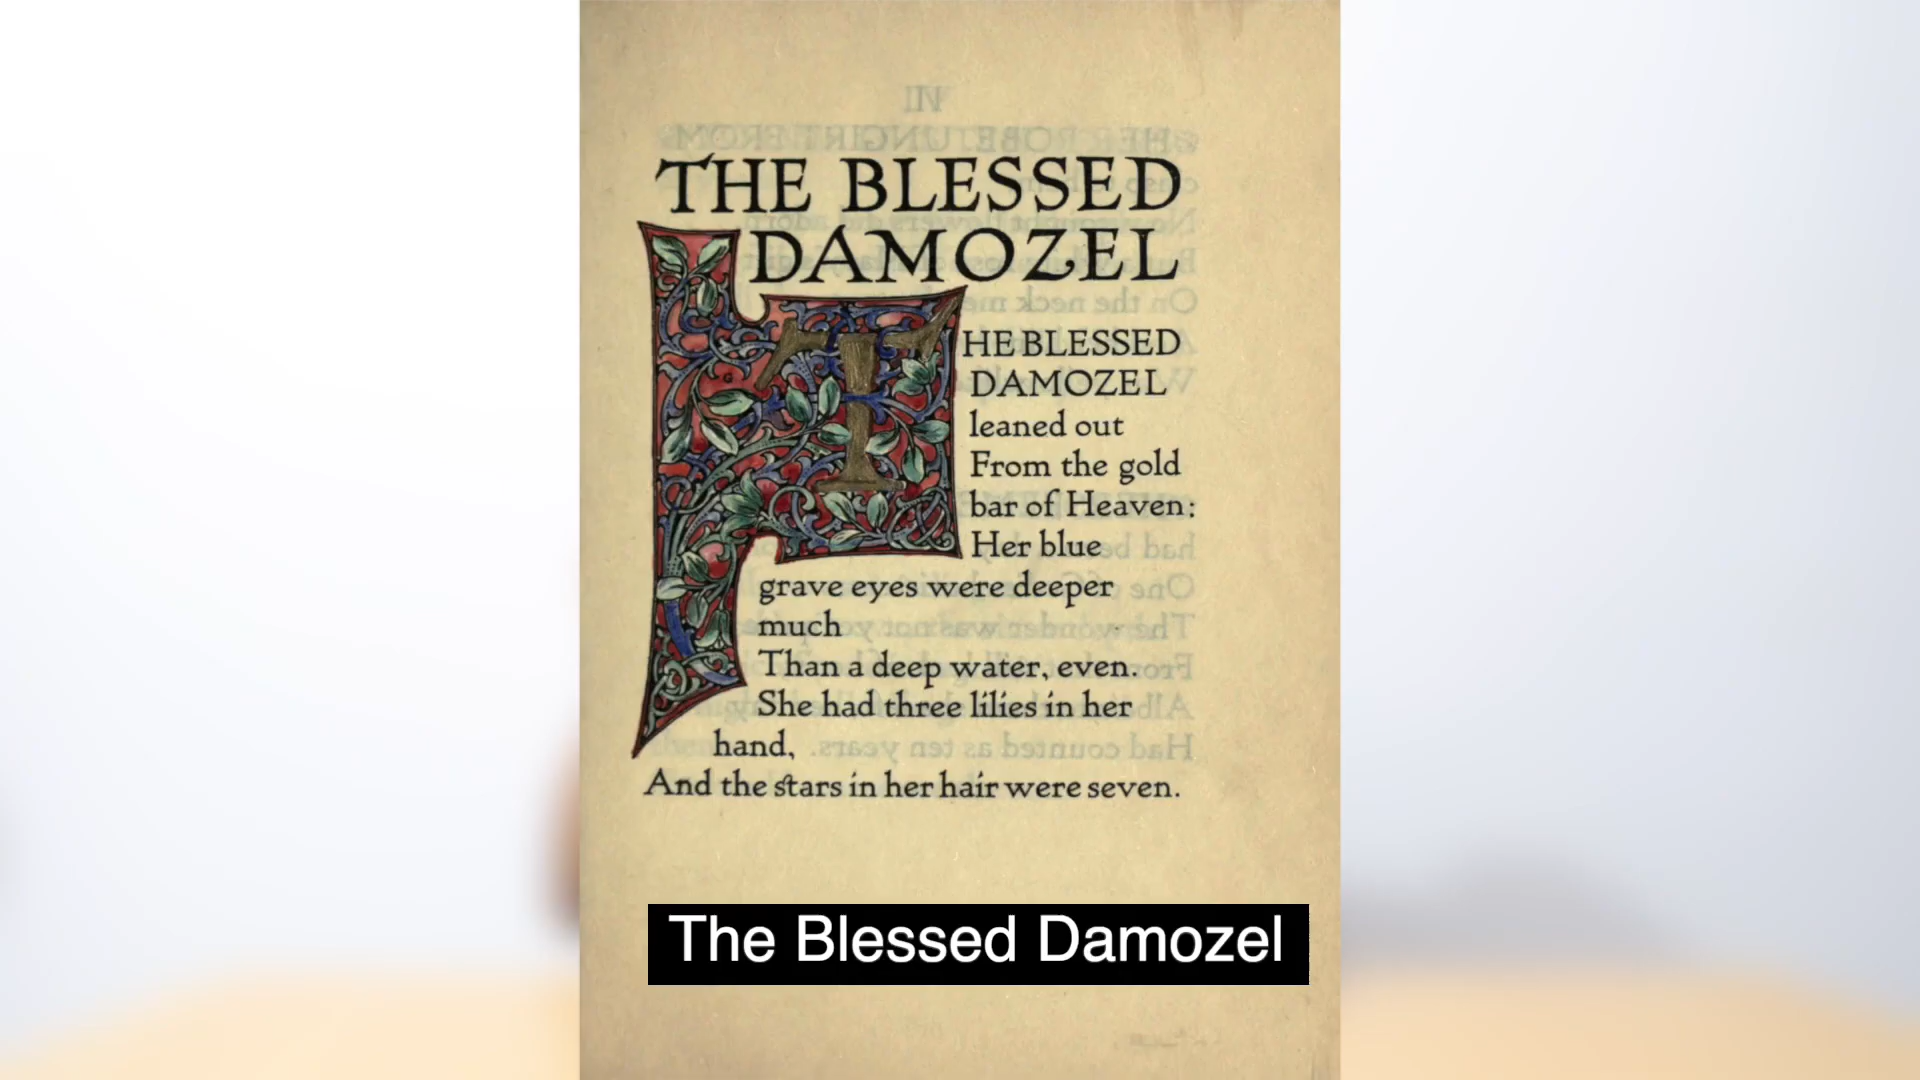 THE BLESSED
DAMOZEL
THE BLESSED
DAMOZEL
leaned out
From the gold
bar of Heaven:
Her blue
grave eyes were deeper
much
Than a deep water, even.
She had three lilies in her
hand,
And the stars in her hair were seven.
The Blessed Damozel